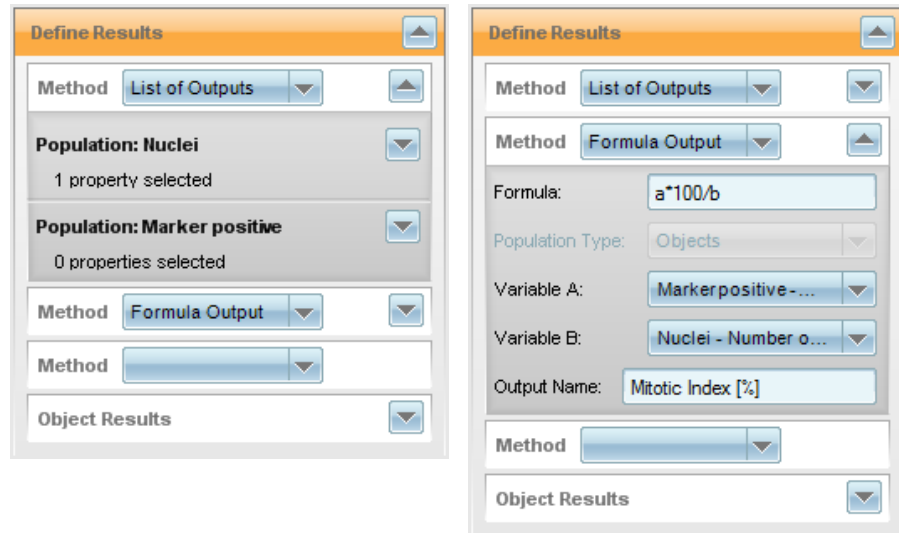 Define Results
Method List of Outputs
Population: Nuclei
1 property selected
Population: Marker positive
0 properties selected
Method Formula Output
Method
Object Results
Define Results
Method List of Outputs
Method Formula Output
Formula: a*100/b
Population Type: Objects
Variable A: Marker positive -...
Variable B: Nuclei - Number o...
Output Name: Mitotic Index [%]
Method
Object Results